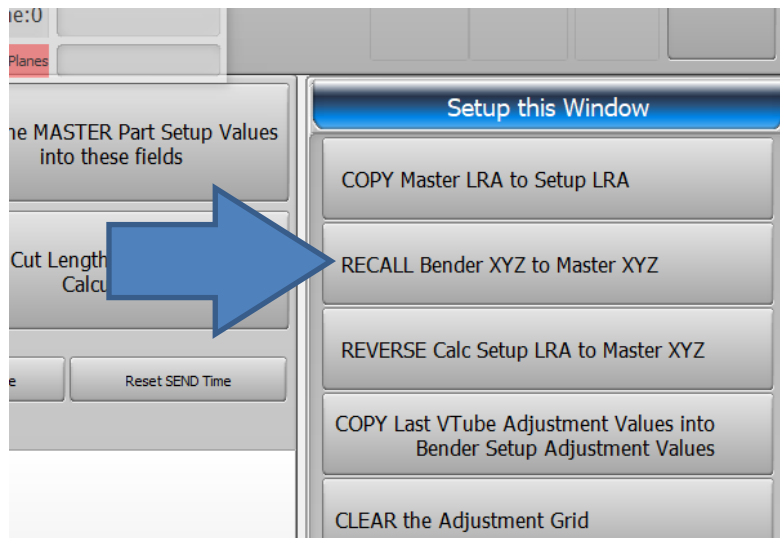 ie:0
Planes
ne MASTER Part Setup Values
into these fields
Cut Length
Calcu
e
Reset SEND Time
Setup this Window
COPY Master LRA to Setup LRA
RECALL Bender XYZ to Master XYZ
REVERSE Calc Setup LRA to Master XYZ
COPY Last VTube Adjustment Values into
Bender Setup Adjustment Values
CLEAR the Adjustment Grid